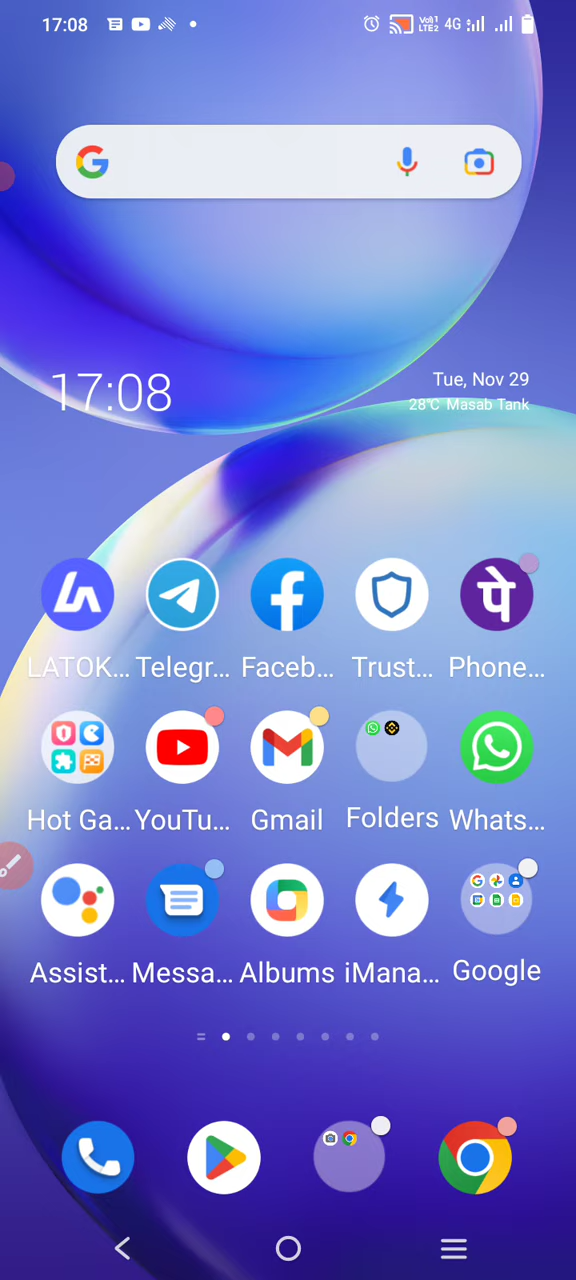 17:08 4G
17:08
Tue, Nov 29
28°C Masab Tank
LATOK... Telegr... Faceb... Trust... Phone...
पे
Hot Ga... YouTu... Gmail Folders Whats...
Assist... Messa... Albums iMana... Google